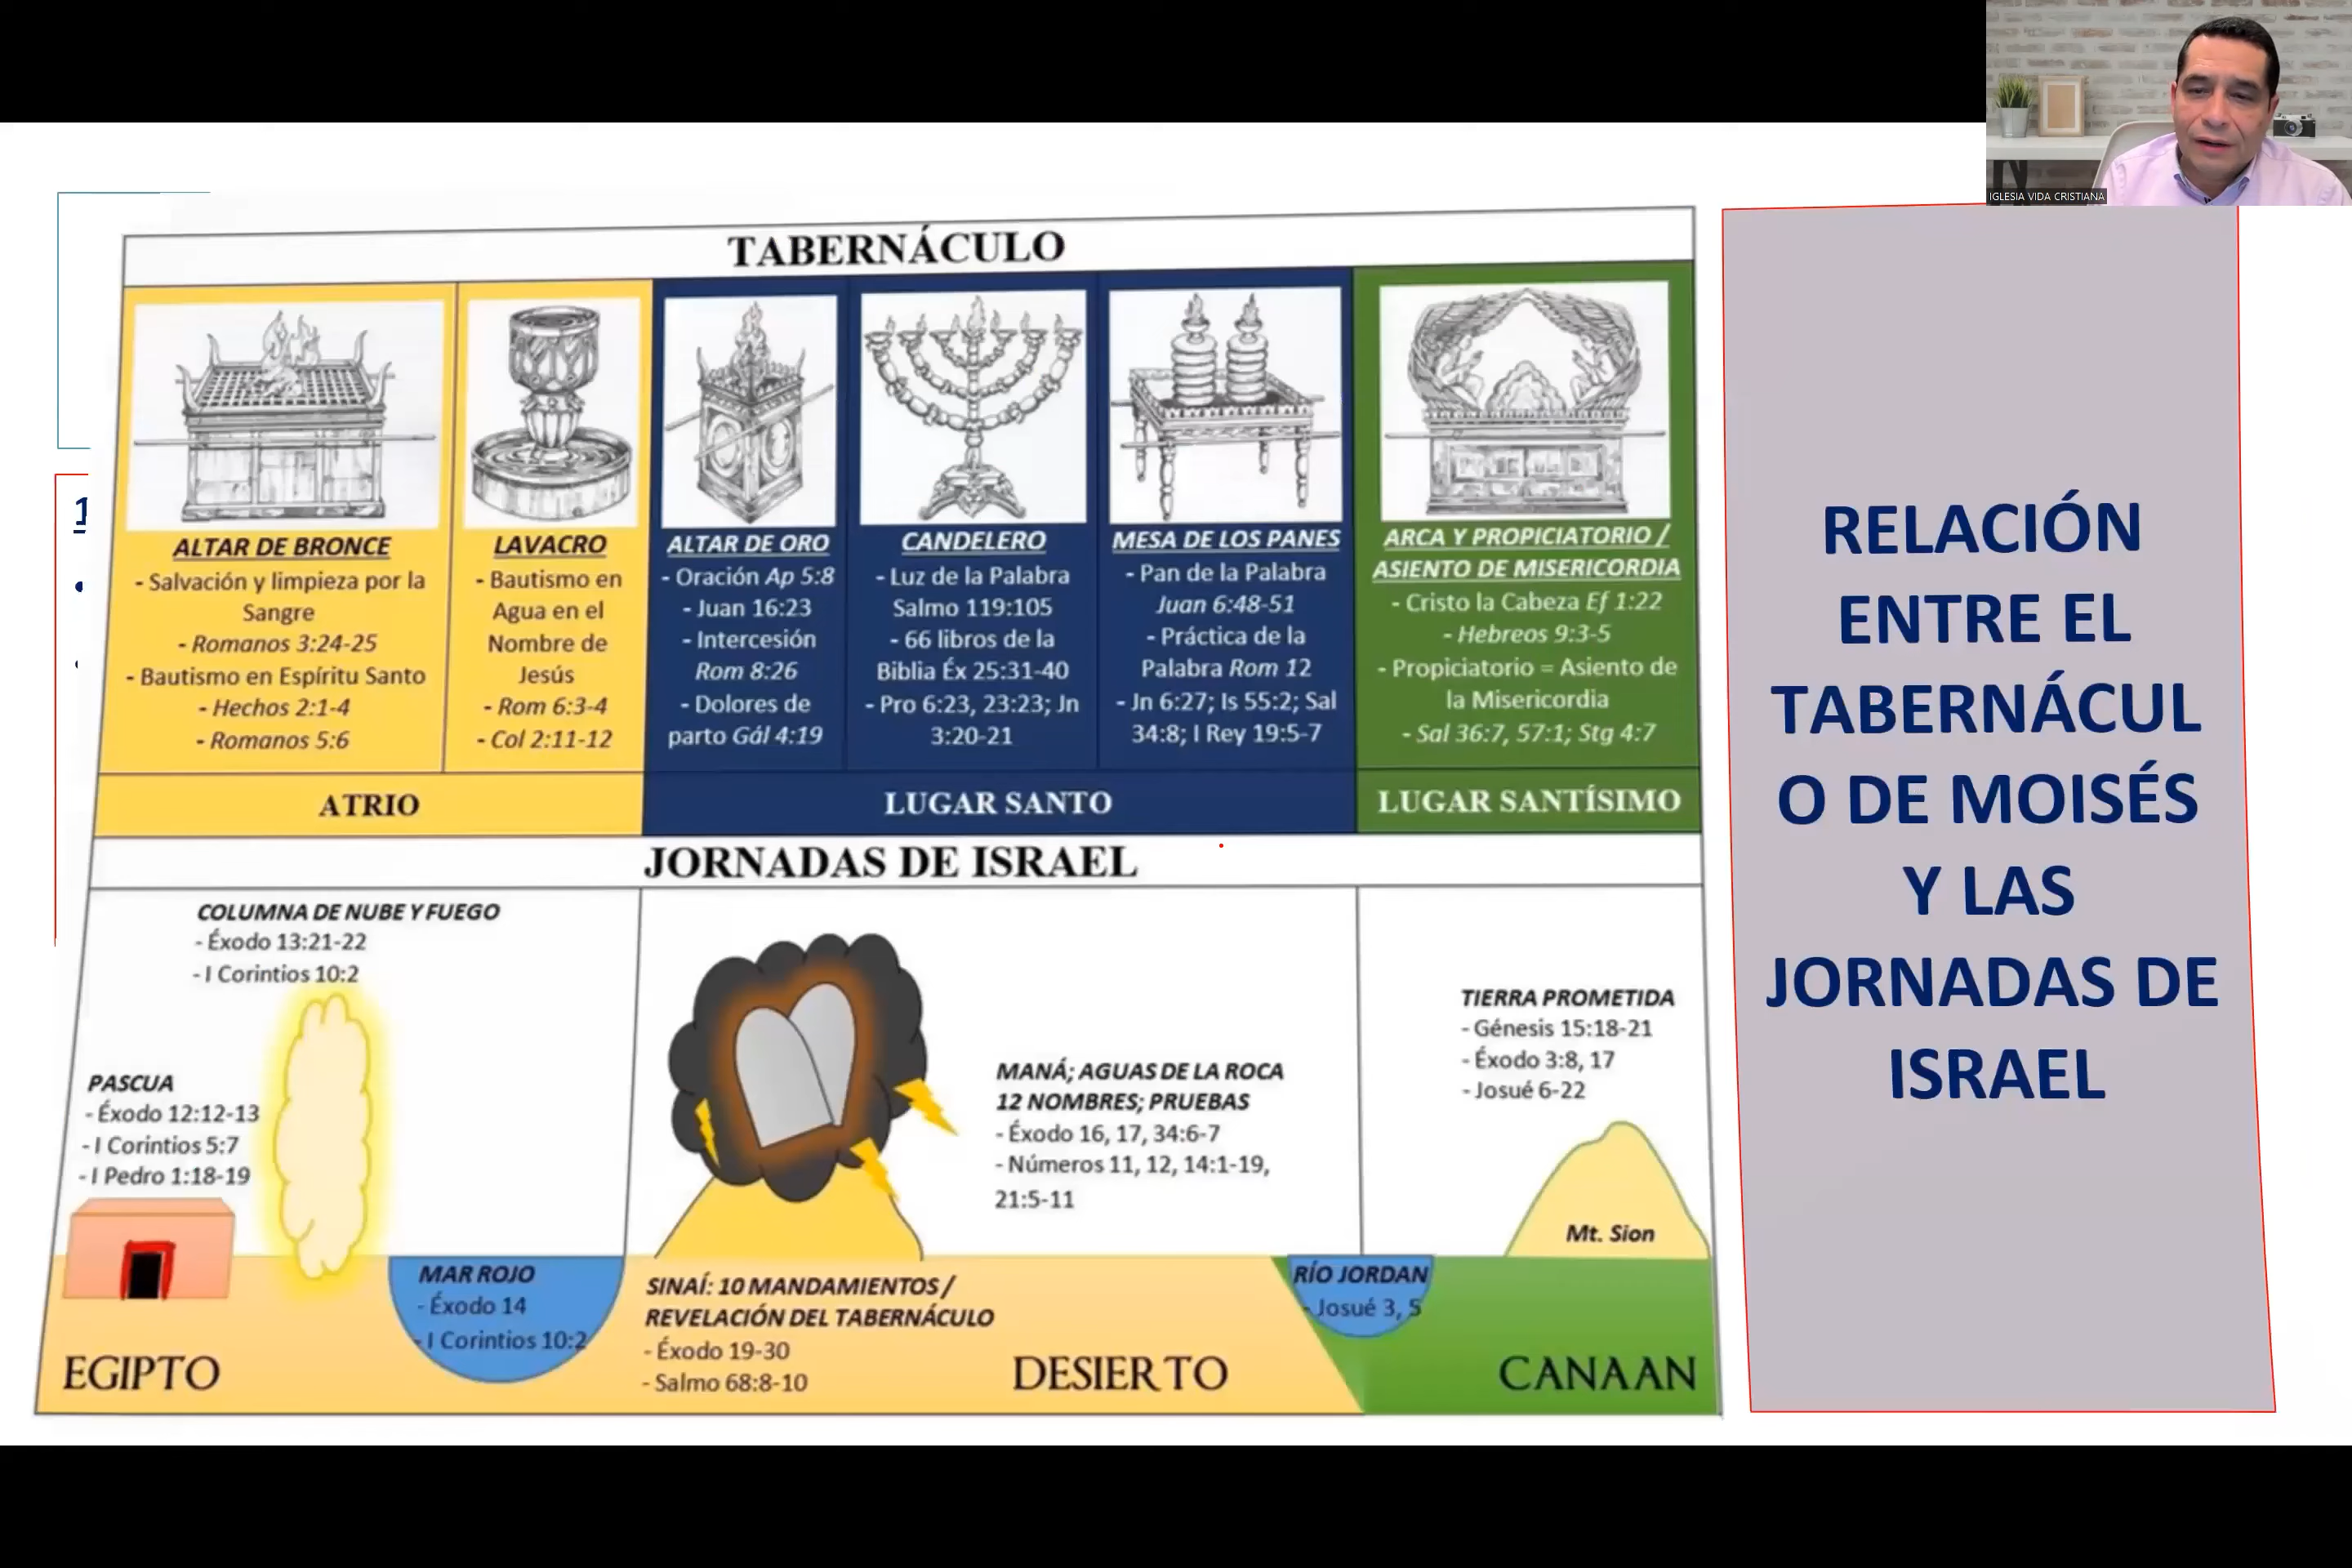 IGLESIA VIDA CRISTIANA
TABERNÁCULO
ALTAR DE BRONCE
- Salvación y limpieza por la
Sangre
- Romanos 3:24-25
- Bautismo en Espíritu Santo
- Hechos 2:1-4
- Romanos 5:6
LAVACRO
- Bautismo en
Agua en el
Nombre de
Jesús
- Rom 6:3-4
- Col 2:11-12
ALTAR DE ORO
- Oración Ap 5:8
- Juan 16:23
- Intercesión
Rom 8:26
- Dolores de
parto Gál 4:19
CANDELERO
- Luz de la Palabra
Salmo 119:105
- 66 libros de la
Biblia Éx 25:31-40
- Pro 6:23, 23:23; Jn
3:20-21
MESA DE LOS PANES
- Pan de la Palabra
Juan 6:48-51
- Práctica de la
Palabra Rom 12
- Jn 6:27; Is 55:2; Sal
34:8; I Rey 19:5-7
ARCA Y PROPICIATORIO /
ASIENTO DE MISERICORDIA
- Cristo la Cabeza Ef 1:22
- Hebreos 9:3-5
- Propiciatorio = Asiento de
la Misericordia
- Sal 36:7, 57:1; Stg 4:7
ATRIO
LUGAR SANTO
LUGAR SANTÍSIMO
JORNADAS DE ISRAEL
COLUMNA DE NUBE Y FUEGO
- Éxodo 13:21-22
- I Corintios 10:2
PASCUA
- Éxodo 12:12-13
- I Corintios 5:7
- I Pedro 1:18-19
MAR ROJO
- Éxodo 14
- I Corintios 10:2
EGIPTO
MANÁ; AGUAS DE LA ROCA
12 NOMBRES; PRUEBAS
- Éxodo 16, 17, 34:6-7
- Números 11, 12, 14:1-19,
21:5-11
SINAÍ: 10 MANDAMIENTOS /
REVELACIÓN DEL TABERNÁCULO
- Éxodo 19-30
- Salmo 68:8-10
DESIERTO
TIERRA PROMETIDA
- Génesis 15:18-21
- Éxodo 3:8, 17
- Josué 6-22
Mt. Sion
RÍO JORDAN
- Josué 3, 5
CANAAN
RELACIÓN
ENTRE EL
TABERNÁCUL
O DE MOISÉS
Y LAS
JORNADAS DE
ISRAEL
1